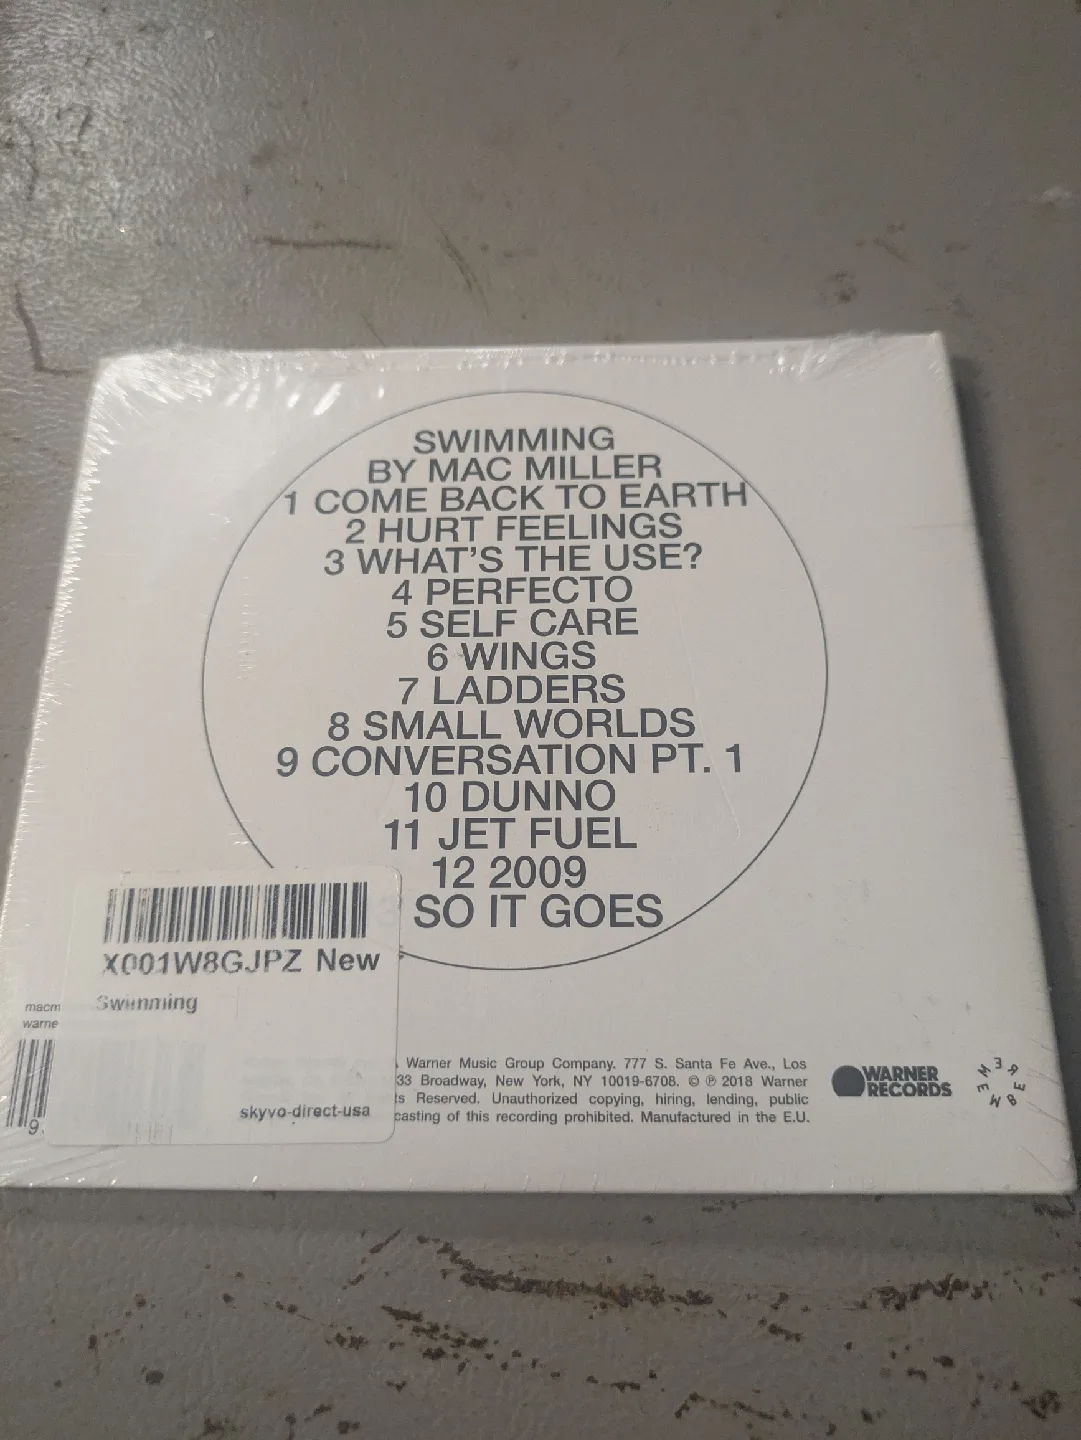 SWIMMING
BY MAC MILLER
1 COME BACK TO EARTH
2 HURT FEELINGS
3 WHAT'S THE USE?
4 PERFECTO
5 SELF CARE
6 WINGS
7 LADDERS
8 SMALL WORLDS
9 CONVERSATION PT. 1
10 DUNNO
11 JET FUEL
12 2009
SO IT GOES
X001W8GJPZ New
Swimming
skyvo-direct-usa
macm
warne
9
Warner Music Group Company. 777 S. Santa Fe Ave., Los
33 Broadway, New York, NY 10019-6708. © ℗ 2018 Warner
s Reserved. Unauthorized copying, hiring, lending, public
casting of this recording prohibited. Manufactured in the E.U.
WARNER
RECORDS
REMEMBER